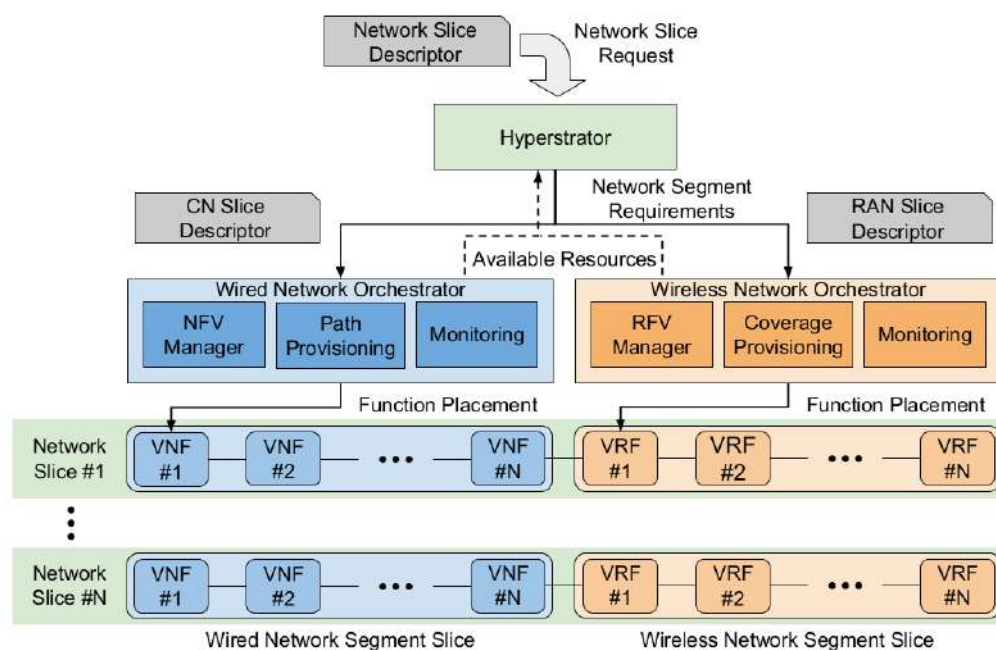 Network Slice
Descriptor
Network Slice
Request
Hyperstrator
CN Slice
Descriptor
Network Segment
Requirements
RAN Slice
Descriptor
Available Resources
Wired Network Orchestrator
NFV
Manager
Path
Provisioning
Monitoring
Wireless Network Orchestrator
RFV
Manager
Coverage
Provisioning
Monitoring
Function Placement
Function Placement
Network
Slice #1
VNF
#1
VNF
#2
•••
VNF
#N
VRF
#1
VRF
#2
•••
VRF
#N
Network
Slice #N
VNF
#1
VNF
#2
•••
VNF
#N
VRF
#1
VRF
#2
•••
VRF
#N
Wired Network Segment Slice
Wireless Network Segment Slice